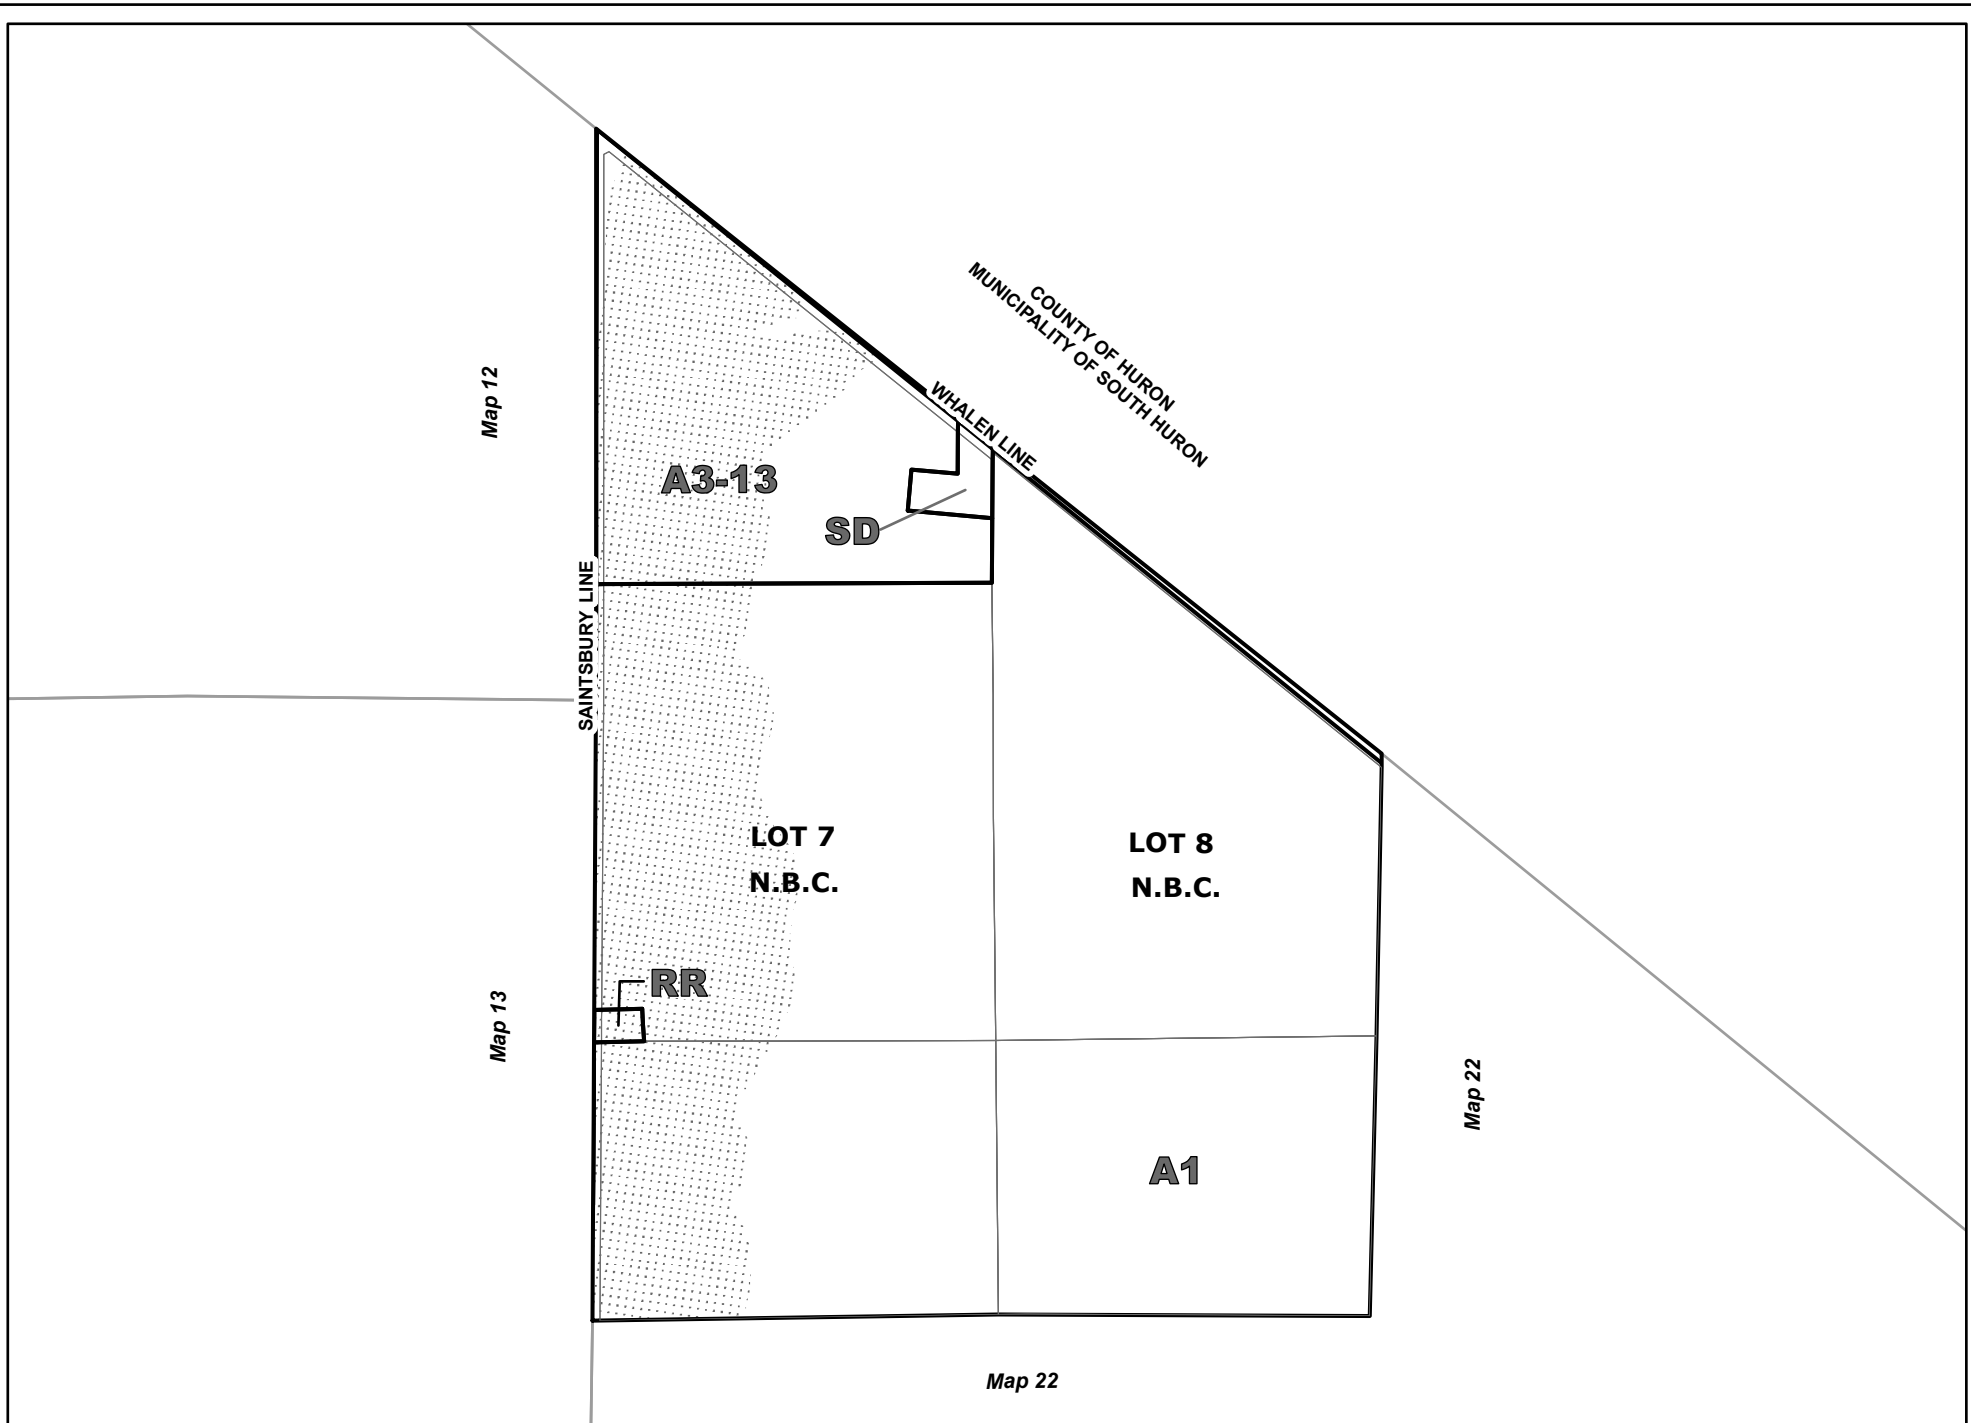 COUNTY OF HURON
MUNICIPALITY OF SOUTH HURON
Map 12
WHALEN LINE
A3-13
SD
SAINTSBURY LINE
LOT 7
N.B.C.
LOT 8
N.B.C.
RR
Map 13
Map 22
A1
Map 22